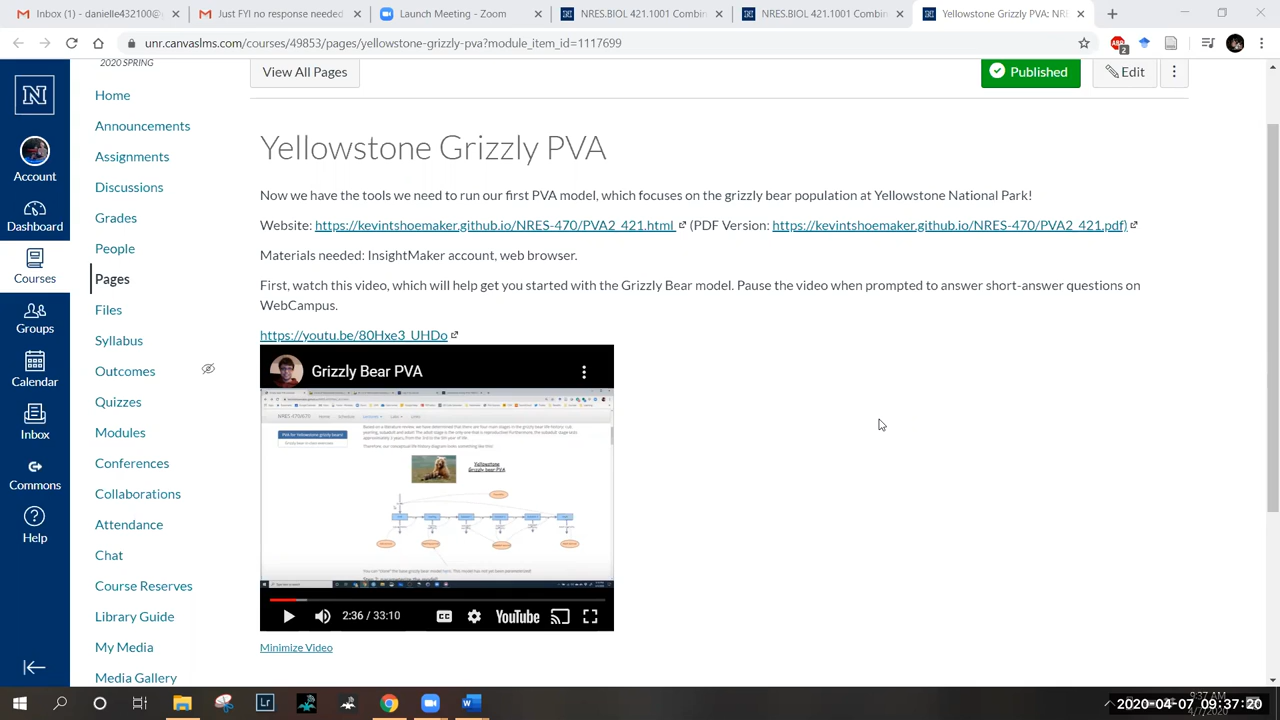 Inbox (1) - danielle432100@g
Just FYI no response needed
Launch Meeting - Zoom
NRES.BIOL 421.1001 Combin
NRES.BIOL 421.1001 Combin
Yellowstone Grizzly PVA: NR
unr.canvaslms.com/courses/49853/pages/yellowstone-grizzly-pva?module_item_id=1117699
2020 SPRING
View All Pages
Published
Edit
Account
Dashboard
Courses
Groups
Calendar
Inbox
Commons
Help
Home
Announcements
Assignments
Discussions
Grades
People
Pages
Files
Syllabus
Outcomes
Quizzes
Modules
Conferences
Collaborations
Attendance
Chat
Course Reserves
Library Guide
My Media
Media Gallery
Yellowstone Grizzly PVA
Now we have the tools we need to run our first PVA model, which focuses on the grizzly bear population at Yellowstone National Park!
Website: https://kevintshoemaker.github.io/NRES-470/PVA2_421.html (PDF Version: https://kevintshoemaker.github.io/NRES-470/PVA2_421.pdf)
Materials needed: InsightMaker account, web browser.
First, watch this video, which will help get you started with the Grizzly Bear model. Pause the video when prompted to answer short-answer questions on
WebCampus.
https://youtu.be/80Hxe3_UHDo
Grizzly Bear PVA
Yellowstone
Grizzly bear PVA
2:36 / 33:10
CC
YouTube
Minimize Video
9:37 AM
2020-04-07 09:37:20
4/7/2020